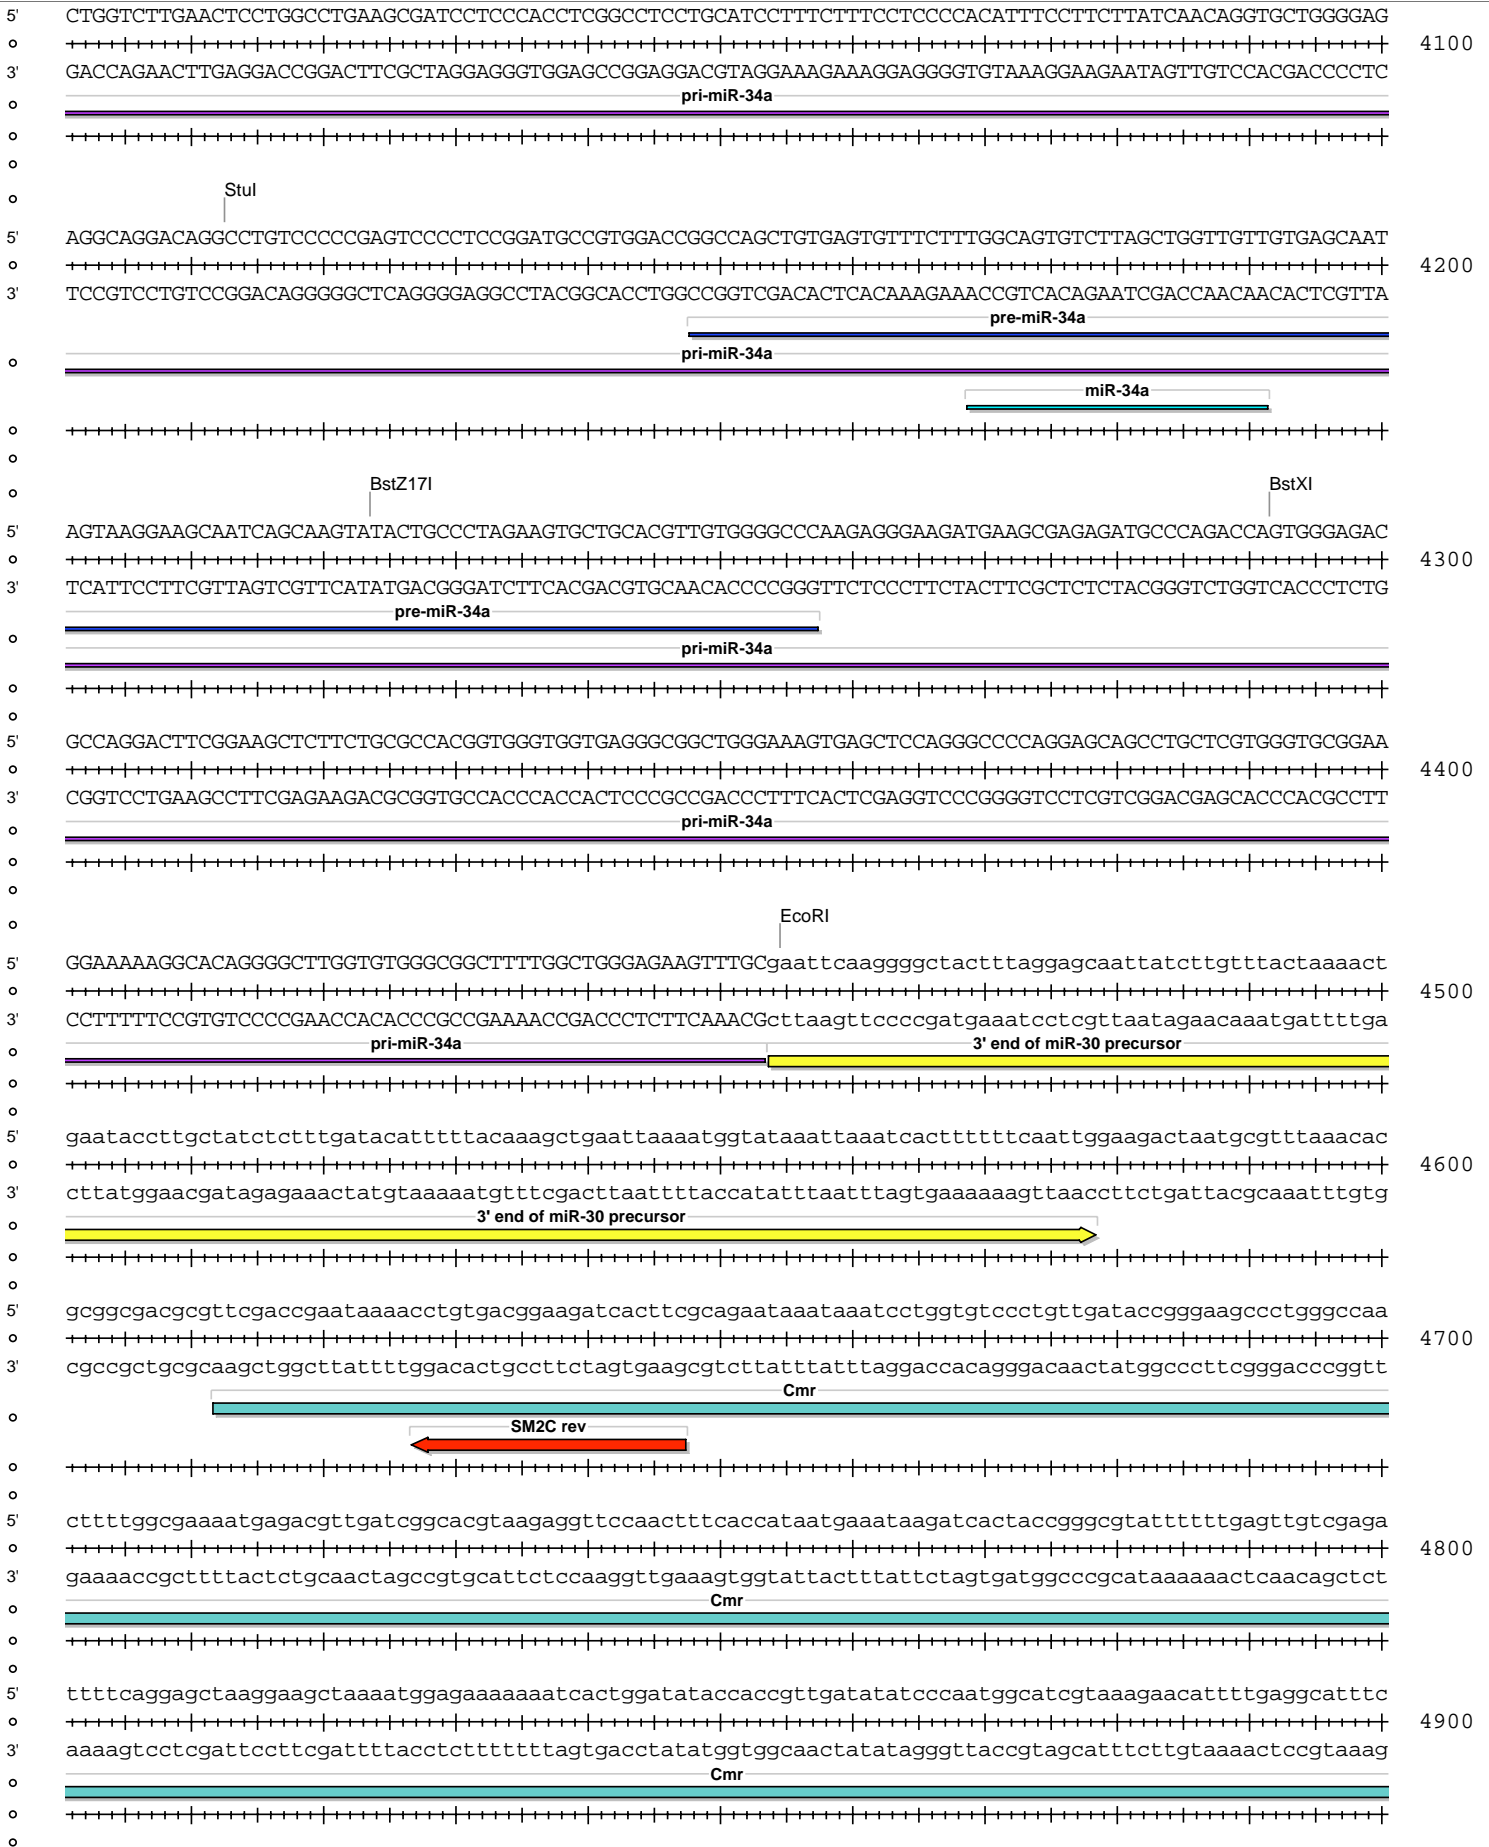 5' CTGGTCTTGAACTCCTGGCCTGAAGCGATCCTCCCACCTCGGCCTCCTGCATCCTTTCTTTCCTCCCCACATTTCCTTCTTATCAACAGGTGCTGGGGAG
4100
3' GACCAGAACTTGAGGACCGGACTTCGCTAGGAGGGTGGAGCCGGAGGACGTAGGAAAGAAAGGAGGGGTGTAAAGGAAGAATAGTTGTCCACGACCCCTC
pri-miR-34a
StuI
5' AGGCAGGACAGGCCTGTCCCCCGAGTCCCCTCCGGATGCCGTGGACCGGCCAGCTGTGAGTGTTTCTTTGGCAGTGTCTTAGCTGGTTGTTGTGAGCAAT
4200
3' TCCGTCCTGTCCGGACAGGGGGCTCAGGGGAGGCCTACGGCACCTGGCCGGTCGACACTCACAAAGAAACCGTCACAGAATCGACCAACAACACTCGTTA
pre-miR-34a
pri-miR-34a
miR-34a
BstZ17I BstXI
5' AGTAAGGAAGCAATCAGCAAGTATACTGCCCTAGAAGTGCTGCACGTTGTGGGGCCCAAGAGGGAAGATGAAGCGAGAGATGCCCAGACCAGTGGGAGAC
4300
3' TCATTCCTTCGTTAGTCGTTCATATGACGGGATCTTCACGACGTGCAACACCCCGGGTTCTCCCTTCTACTTCGCTCTCTACGGGTCTGGTCACCCTCTG
pre-miR-34a
pri-miR-34a
5' GCCAGGACTTCGGAAGCTCTTCTGCGCCACGGTGGGTGGTGAGGGCGGCTGGGAAAGTGAGCTCCAGGGCCCCAGGAGCAGCCTGCTCGTGGGTGCGGAA
4400
3' CGGTCCTGAAGCCTTCGAGAAGACGCGGTGCCACCCACCACTCCCGCCGACCCTTTCACTCGAGGTCCCGGGGTCCTCGTCGGACGAGCACCCACGCCTT
pri-miR-34a
EcoRI
5' GGAAAAAGGCACAGGGGCTTGGTGTGGGCGGCTTTTGGCTGGGAGAAGTTTGCgaattcaaggggctactttaggagcaattatcttgtttactaaaact
4500
3' CCTTTTTCCGTGTCCCCGAACCACACCCGCCGAAAACCGACCCTCTTCAAACGcttaagttccccgatgaaatcctcgttaatagaacaaatgattttga
pri-miR-34a 3' end of miR-30 precursor
5' gaataccttgctatctctttgatacatttttacaaagctgaattaaaatggtataaattaaatcacttttttcaattggaagactaatgcgtttaaacac
4600
3' cttatggaacgatagagaaactatgtaaaaatgtttcgacttaattttaccatatttaatttagtgaaaaaagttaaccttctgattacgcaaatttgtg
3' end of miR-30 precursor
5' gcggcgacgcgttcgaccgaataaaacctgtgacggaagatcacttcgcagaataaataaatcctggtgtccctgttgataccgggaagccctgggccaa
4700
3' cgccgctgcgcaagctggcttattttggacactgccttctagtgaagcgtcttatttatttaggaccacagggacaactatggcccttcgggacccggtt
Cmr
SM2C rev
5' cttttggcgaaaatgagacgttgatcggcacgtaagaggttccaactttcaccataatgaaataagatcactaccgggcgtattttttgagttgtcgaga
4800
3' gaaaaccgcttttactctgcaactagccgtgcattctccaaggttgaaagtggtattactttattctagtgatggcccgcataaaaaactcaacagctct
Cmr
5' ttttcaggagctaaggaagctaaaatggagaaaaaaatcactggatataccaccgttgatatatcccaatggcatcgtaaagaacattttgaggcatttc
4900
3' aaaagtcctcgattccttcgattttacctctttttttagtgacctatatggtggcaactatatagggttaccgtagcatttcttgtaaaactccgtaaag
Cmr